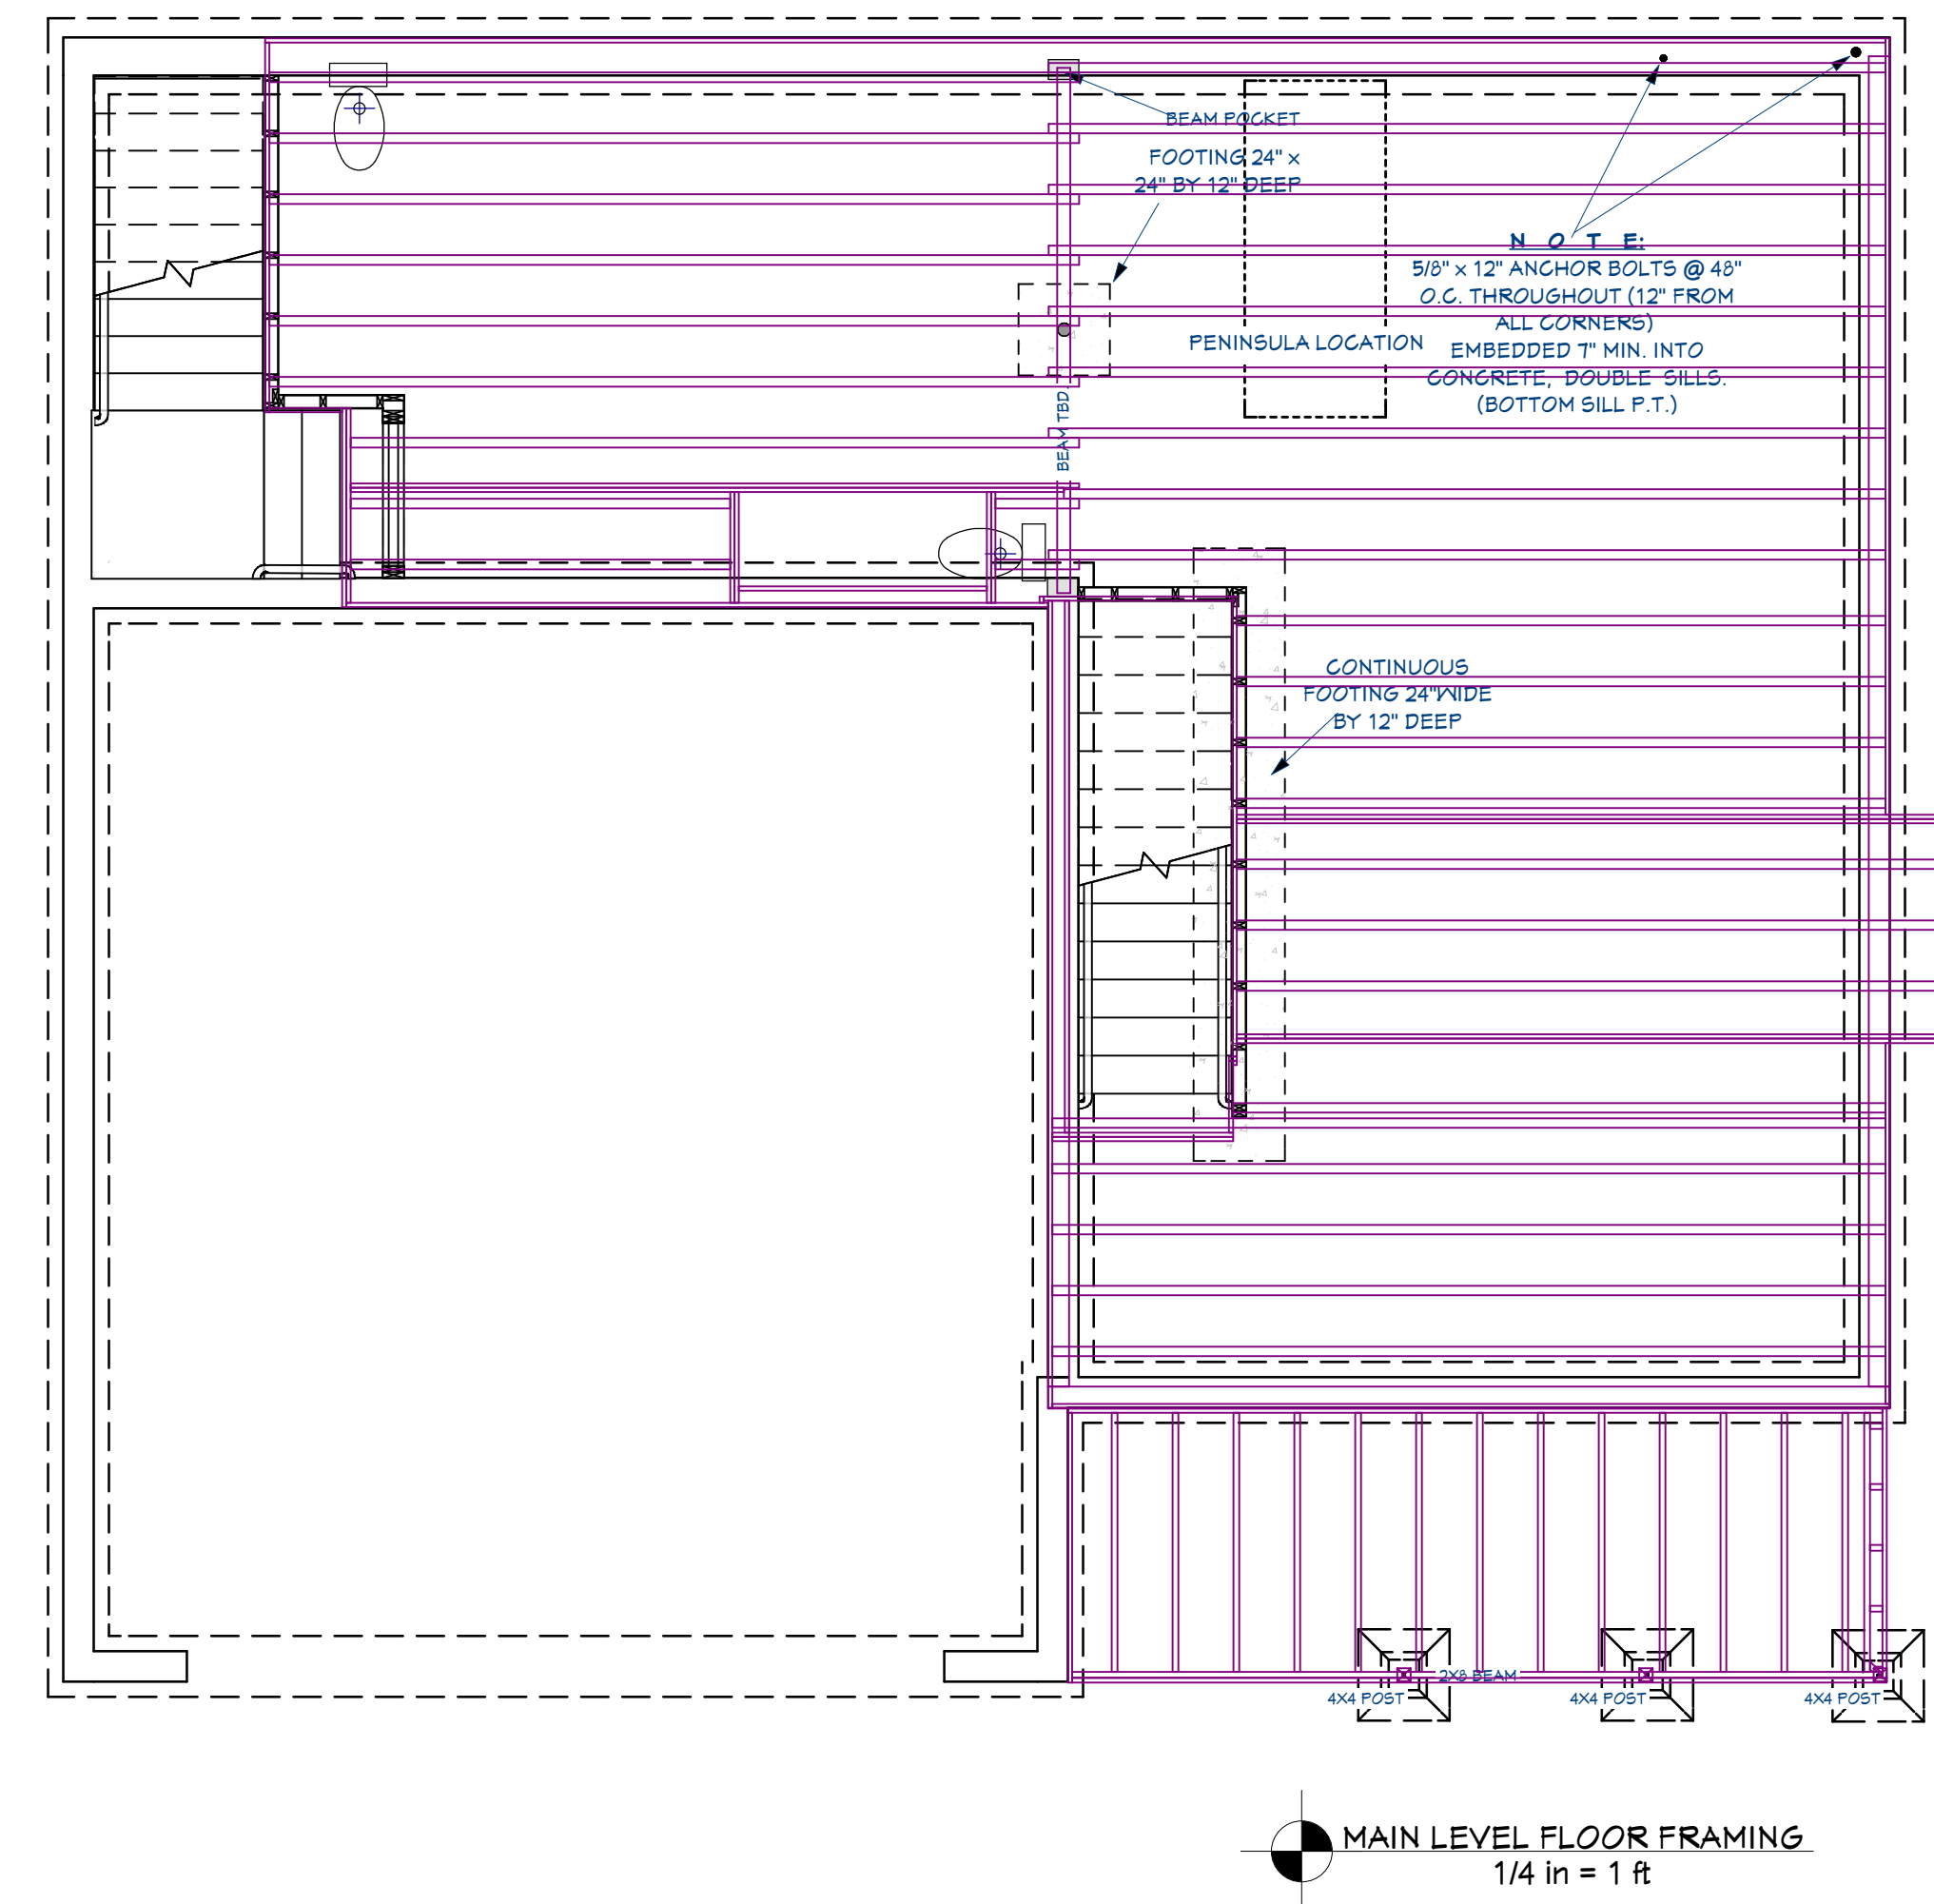 BEAM POCKET
FOOTING 24" x
24" BY 12" DEEP
N O T E:
5/8" x 12" ANCHOR BOLTS @ 48"
O.C. THROUGHOUT (12" FROM
ALL CORNERS)
EMBEDDED 7" MIN. INTO
CONCRETE, DOUBLE SILLS.
(BOTTOM SILL P.T.)
PENINSULA LOCATION
BEAM TBD
CONTINUOUS
FOOTING 24"WIDE
BY 12" DEEP
2X8 BEAM
4X4 POST
4X4 POST
4X4 POST
MAIN LEVEL FLOOR FRAMING
1/4 in = 1 ft